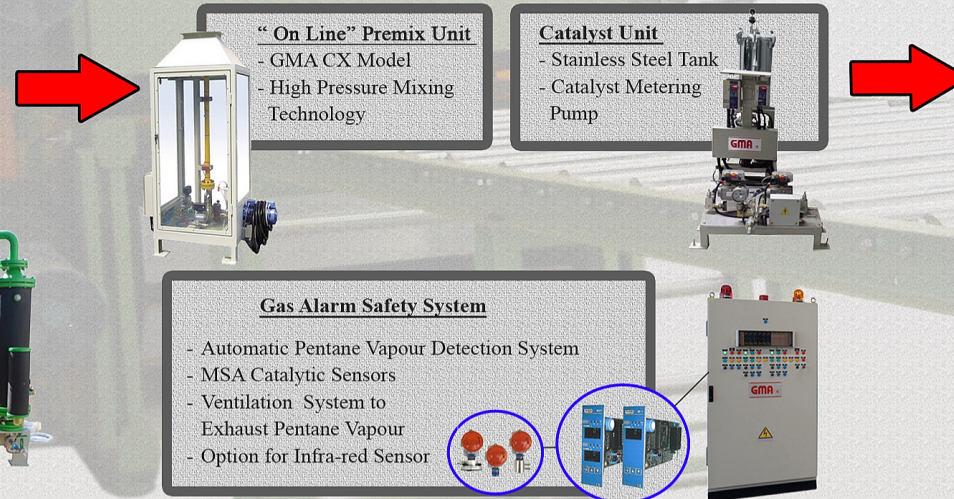 “ On Line” Premix Unit
- GMA CX Model
- High Pressure Mixing
Technology
Catalyst Unit
- Stainless Steel Tank
- Catalyst Metering
Pump
GMA
Gas Alarm Safety System
- Automatic Pentane Vapour Detection System
- MSA Catalytic Sensors
- Ventilation System to
Exhaust Pentane Vapour
- Option for Infra-red Sensor
GMA